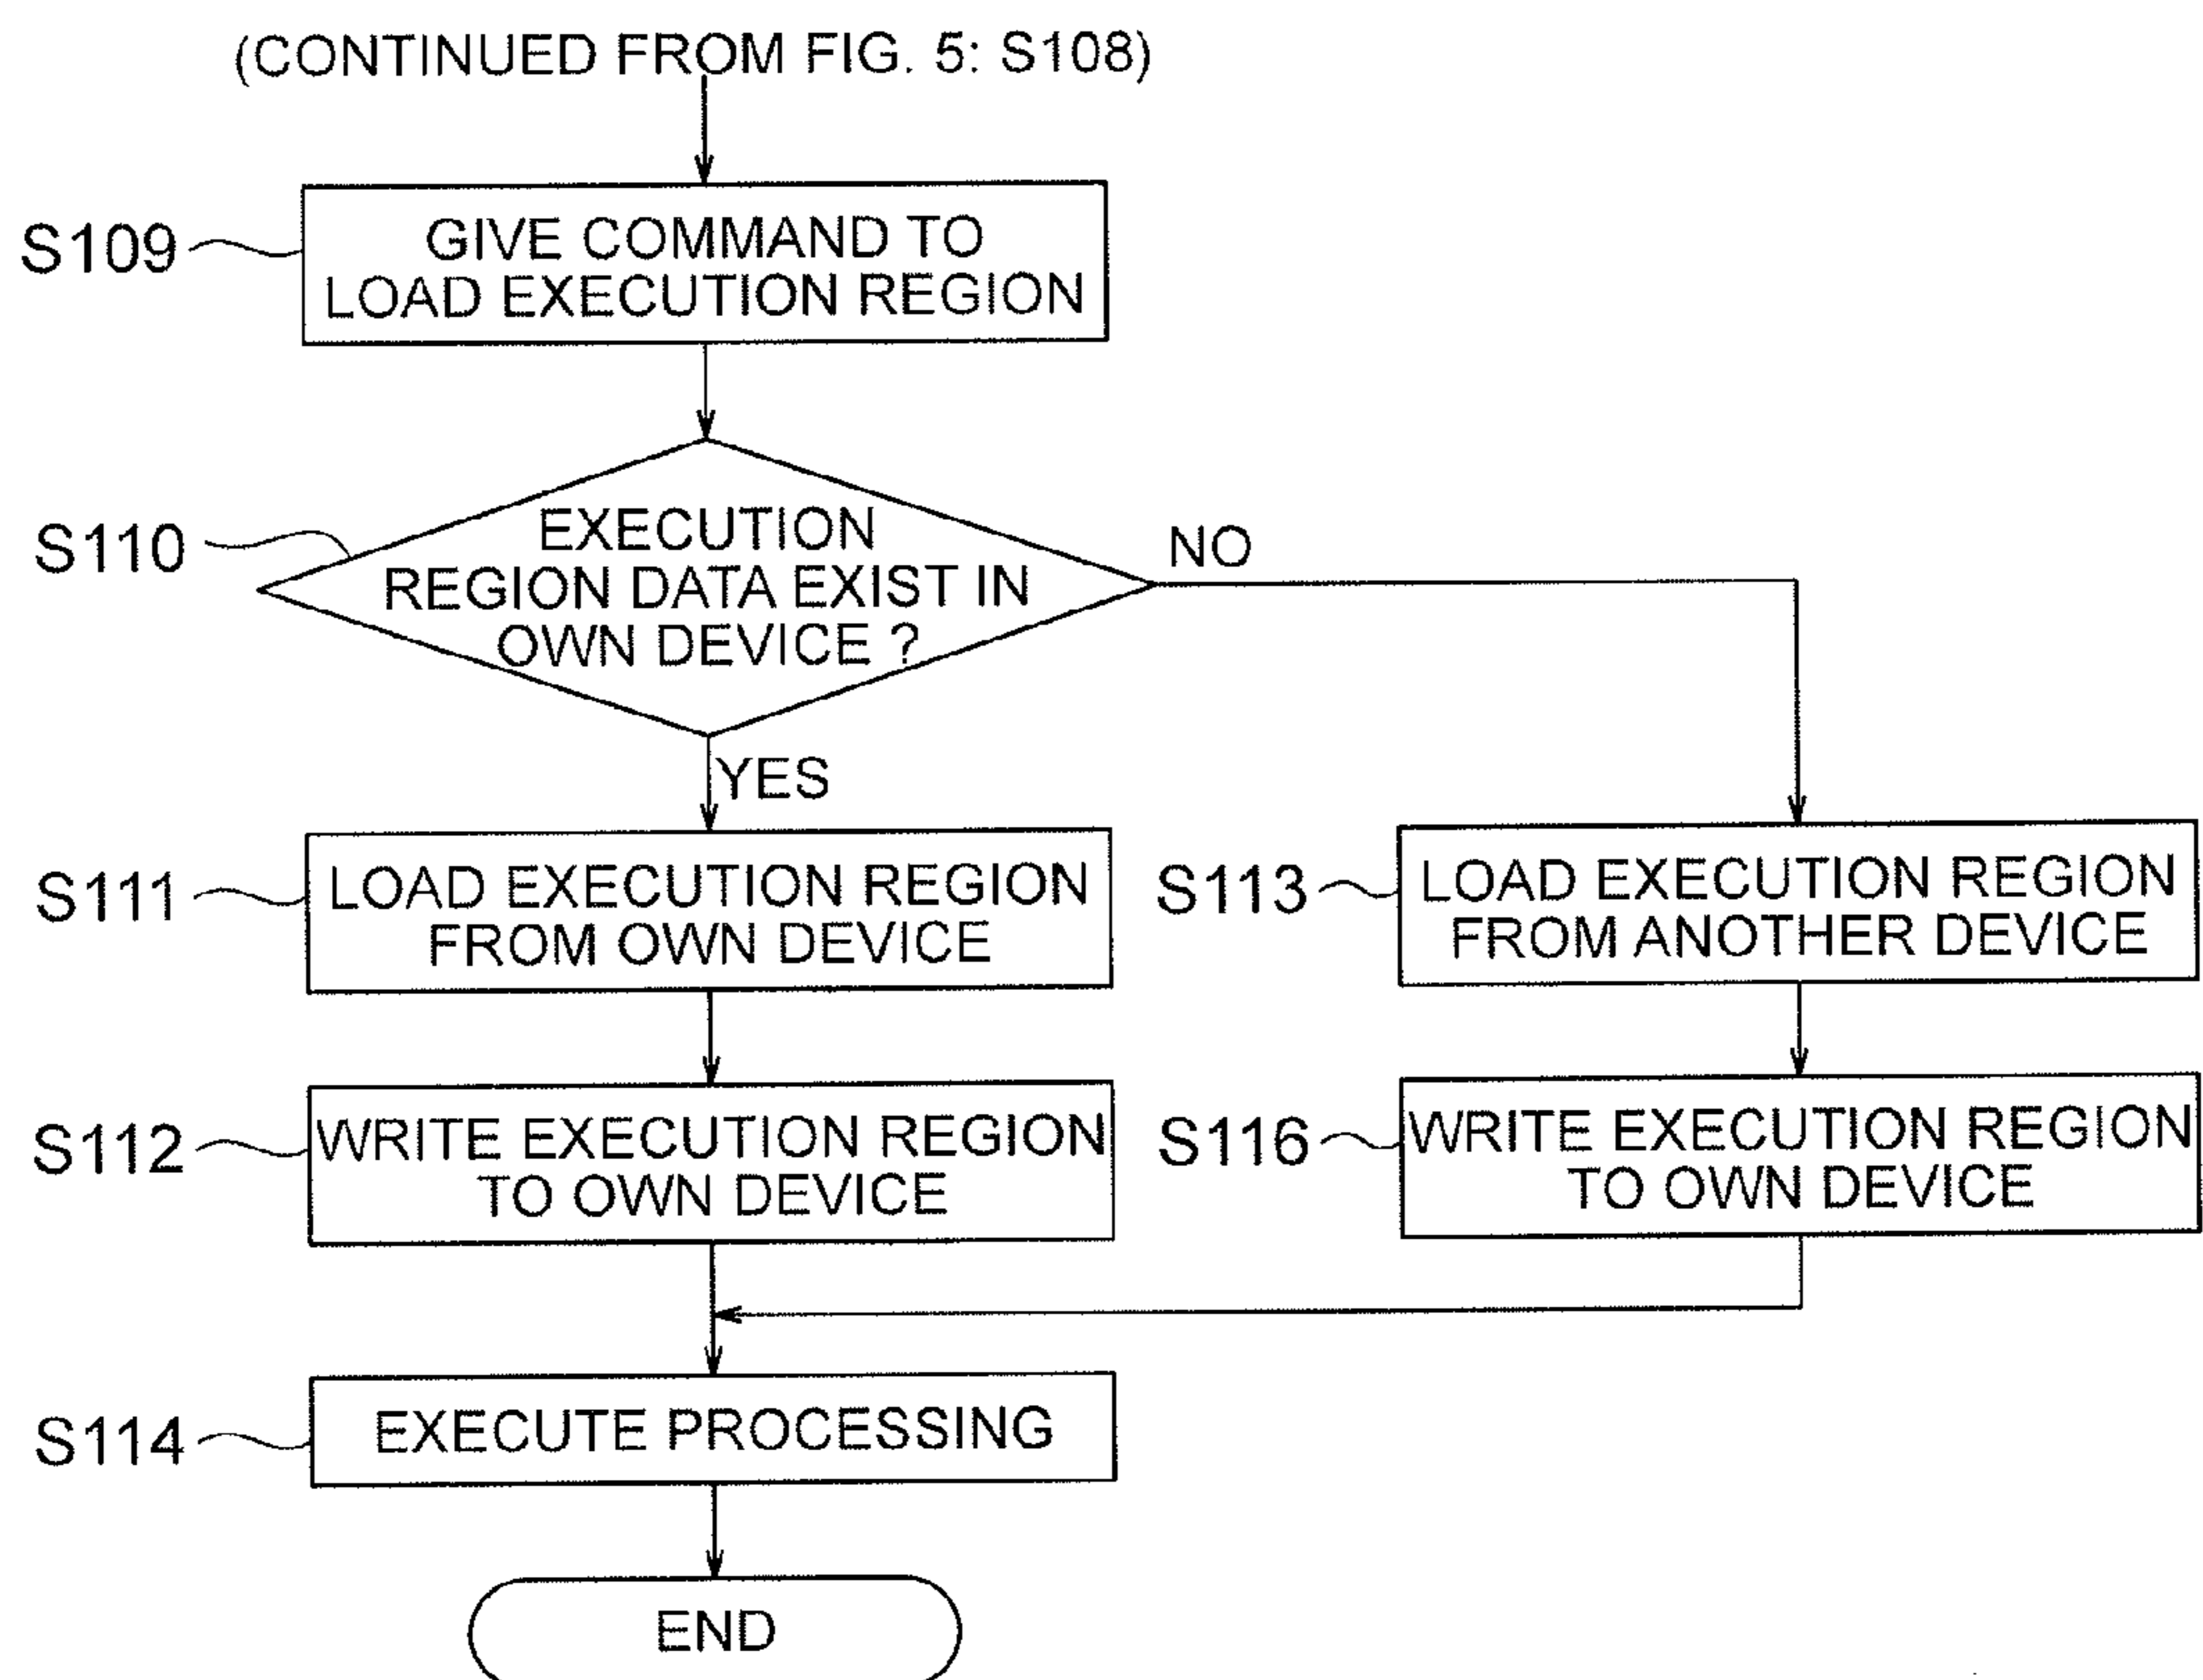 (CONTINUED FROM FIG. 5: S108)
S109
GIVE COMMAND TO
LOAD EXECUTION REGION
S110
EXECUTION
REGION DATA EXIST IN
OWN DEVICE ?
NO
YES
S111
LOAD EXECUTION REGION
FROM OWN DEVICE
S113
LOAD EXECUTION REGION
FROM ANOTHER DEVICE
S112
WRITE EXECUTION REGION
TO OWN DEVICE
S116
WRITE EXECUTION REGION
TO OWN DEVICE
S114
EXECUTE PROCESSING
END